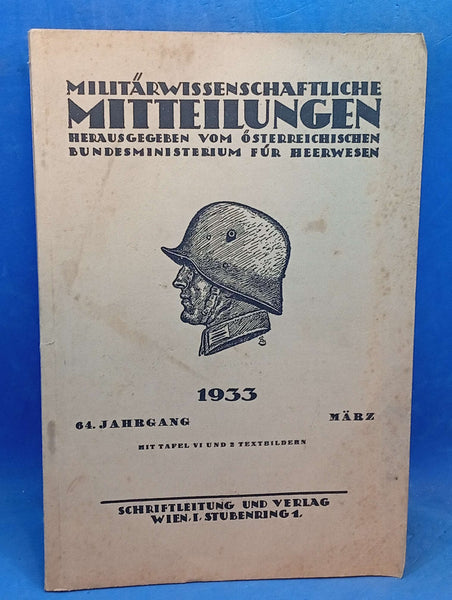 MILITÄRWISSENSCHAFTLICHE
MITTEILUNGEN
HERAUSGEGEBEN VOM ÖSTERREICHISCHEN
BUNDESMINISTERIUM FÜR HEERWESEN
1933
64. JAHRGANG MÄRZ
MIT TAFEL VI UND 2 TEXTBILDERN
SCHRIFTLEITUNG UND VERLAG
WIEN, I, STUBENRING 1.